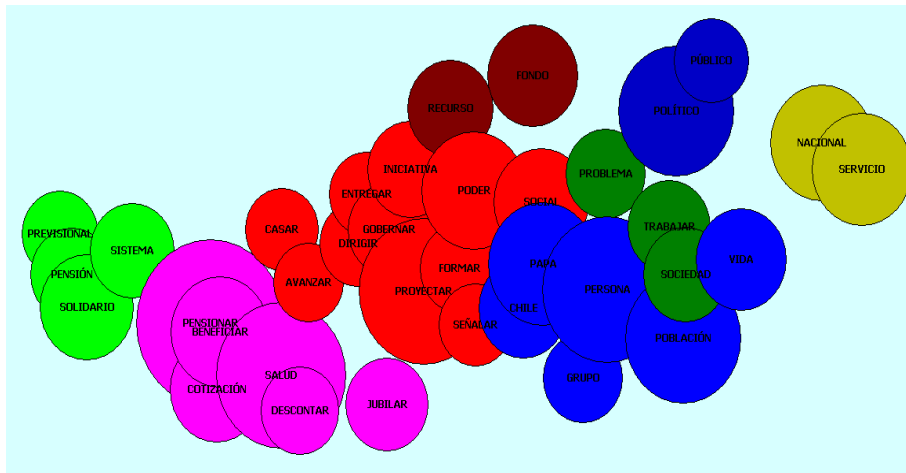 PÚBLICO
FONDO
RECURSO
POLÍTICO
NACIONAL
SERVICIO
INICIATIVA
PROBLEMA
PODER
ENTREGAR
SOCIAL
CASAR
GOBERNAR
TRABAJAR
PREVISIONAL
DIRIGIR
SISTEMA
VIDA
PAPA
FORMAR
PENSIÓN
SOCIEDAD
AVANZAR
PROYECTAR
PERSONA
SOLIDARIO
CHILE
PENSIONAR
SEÑALAR
BENEFICIAR
POBLACIÓN
SALUD
GRUPO
COTIZACIÓN
JUBILAR
DESCONTAR